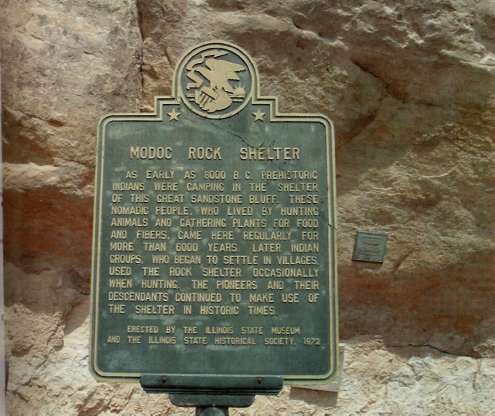 MODOC ROCK SHELTER
AS EARLY AS 8000 B.C. PREHISTORIC
INDIANS WERE CAMPING IN THE SHELTER
OF THIS GREAT SANDSTONE BLUFF. THESE
NOMADIC PEOPLE, WHO LIVED BY HUNTING
ANIMALS AND GATHERING PLANTS FOR FOOD
AND FIBERS, CAME HERE REGULARLY FOR
MORE THAN 6000 YEARS. LATER INDIAN
GROUPS, WHO BEGAN TO SETTLE IN VILLAGES,
USED THE ROCK SHELTER OCCASIONALLY
WHEN HUNTING. THE PIONEERS AND THEIR
DESCENDANTS CONTINUED TO MAKE USE OF
THE SHELTER IN HISTORIC TIMES.
ERECTED BY THE ILLINOIS STATE MUSEUM
AND THE ILLINOIS STATE HISTORICAL SOCIETY, 1972